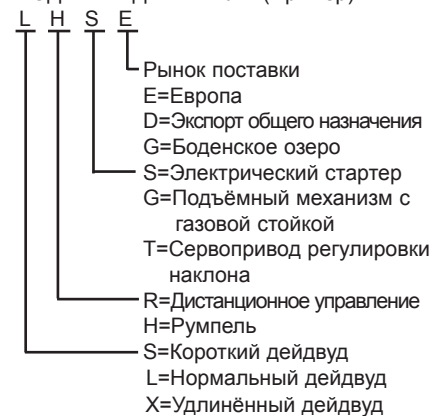 L H S E
Рынок поставки
E=Европа
D=Экспорт общего назначения
G=Боденское озеро
S=Электрический стартер
G=Подъёмный механизм с
газовой стойкой
T=Сервопривод регулировки
наклона
R=Дистанционное управление
H=Румпель
S=Короткий дейдвуд
L=Нормальный дейдвуд
X=Удлинённый дейдвуд